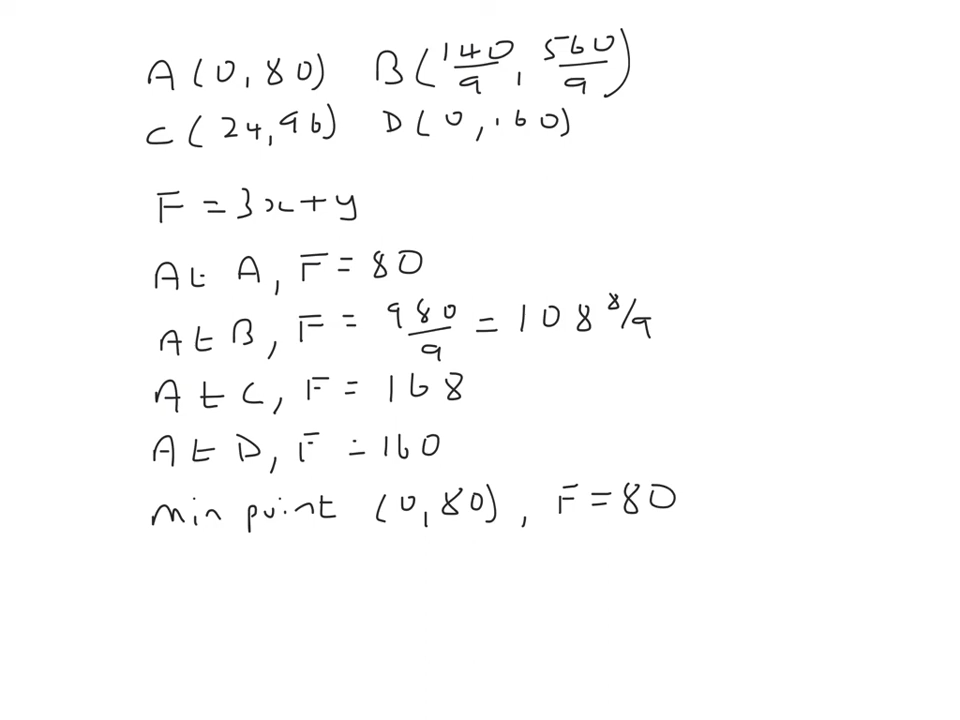 A(0,80) B(140/9, 560/9)
C(24,96) D(0,160)
F = 3x+y
At A, F = 80
At B, F = 980/9 = 108 8/9
At C, F = 168
At D, F = 160
min point (0,80), F = 80